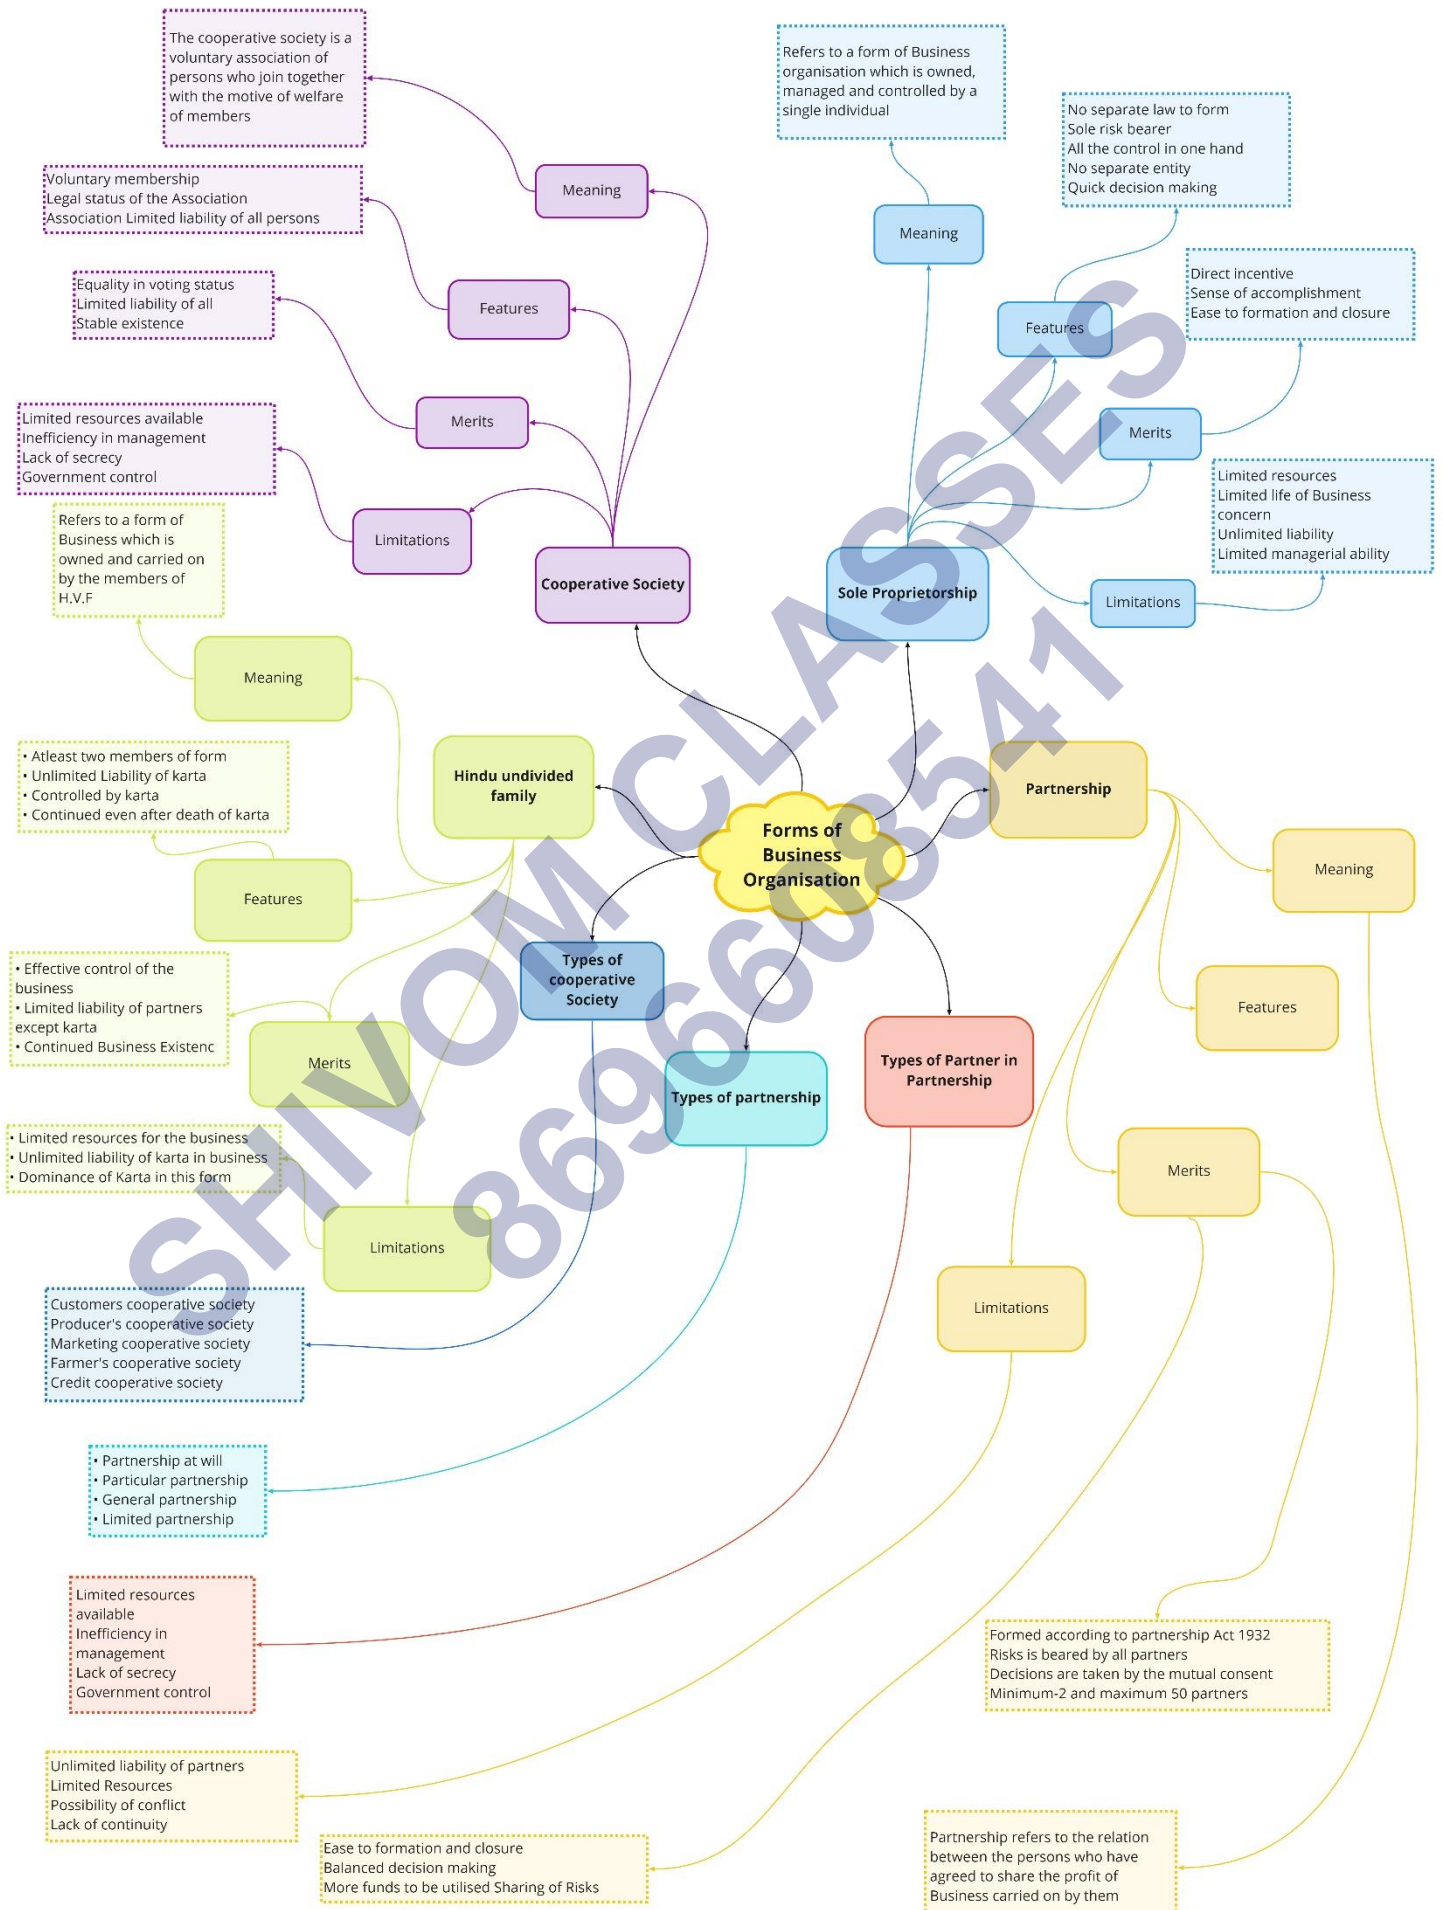 The cooperative society is a
voluntary association of
persons who join together
with the motive of welfare
of members
Meaning
Voluntary membership
Legal status of the Association
Association Limited liability of all persons
Features
Equality in voting status
Limited liability of all
Stable existence
Merits
Limited resources available
Inefficiency in management
Lack of secrecy
Government control
Limitations
Cooperative Society
Refers to a form of Business
organisation which is owned,
managed and controlled by a
single individual
Meaning
No separate law to form
Sole risk bearer
All the control in one hand
No separate entity
Quick decision making
Features
Direct incentive
Sense of accomplishment
Ease to formation and closure
Merits
Limited resources
Limited life of Business
concern
Unlimited liability
Limited managerial ability
Limitations
Sole Proprietorship
Refers to a form of
Business which is
owned and carried on
by the members of
H.V.F
Meaning
Hindu undivided
family
• Atleast two members of form
• Unlimited Liability of karta
• Controlled by karta
• Continued even after death of karta
Features
• Effective control of the
business
• Limited liability of partners
except karta
• Continued Business Existenc
Merits
• Limited resources for the business
• Unlimited liability of karta in business
• Dominance of Karta in this form
Limitations
Forms of
Business
Organisation
Partnership
Meaning
Features
Merits
Limitations
Types of
cooperative
Society
Types of partnership
Types of Partner in
Partnership
Customers cooperative society
Producer's cooperative society
Marketing cooperative society
Farmer's cooperative society
Credit cooperative society
• Partnership at will
• Particular partnership
• General partnership
• Limited partnership
Limited resources
available
Inefficiency in
management
Lack of secrecy
Government control
Formed according to partnership Act 1932
Risks is beared by all partners
Decisions are taken by the mutual consent
Minimum-2 and maximum 50 partners
Unlimited liability of partners
Limited Resources
Possibility of conflict
Lack of continuity
Ease to formation and closure
Balanced decision making
More funds to be utilised Sharing of Risks
Partnership refers to the relation
between the persons who have
agreed to share the profit of
Business carried on by them
SHIVOM CLASSES
8696608541